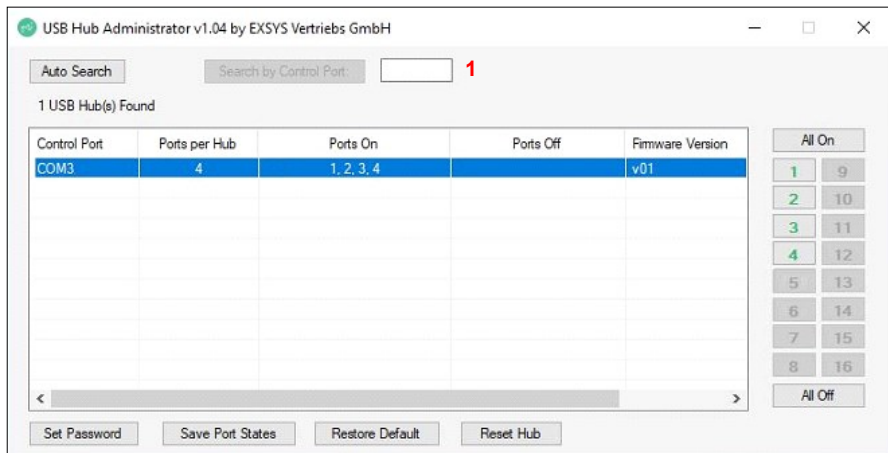 USB Hub Administrator v1.04 by EXSYS Vertriebs GmbH
Auto Search Search by Control Port: 1
1 USB Hub(s) Found
Control Port Ports per Hub Ports On Ports Off Firmware Version All On
COM3 4 1, 2, 3, 4 v01
1 9
2 10
3 11
4 12
5 13
6 14
7 15
8 16
All Off
Set Password Save Port States Restore Default Reset Hub